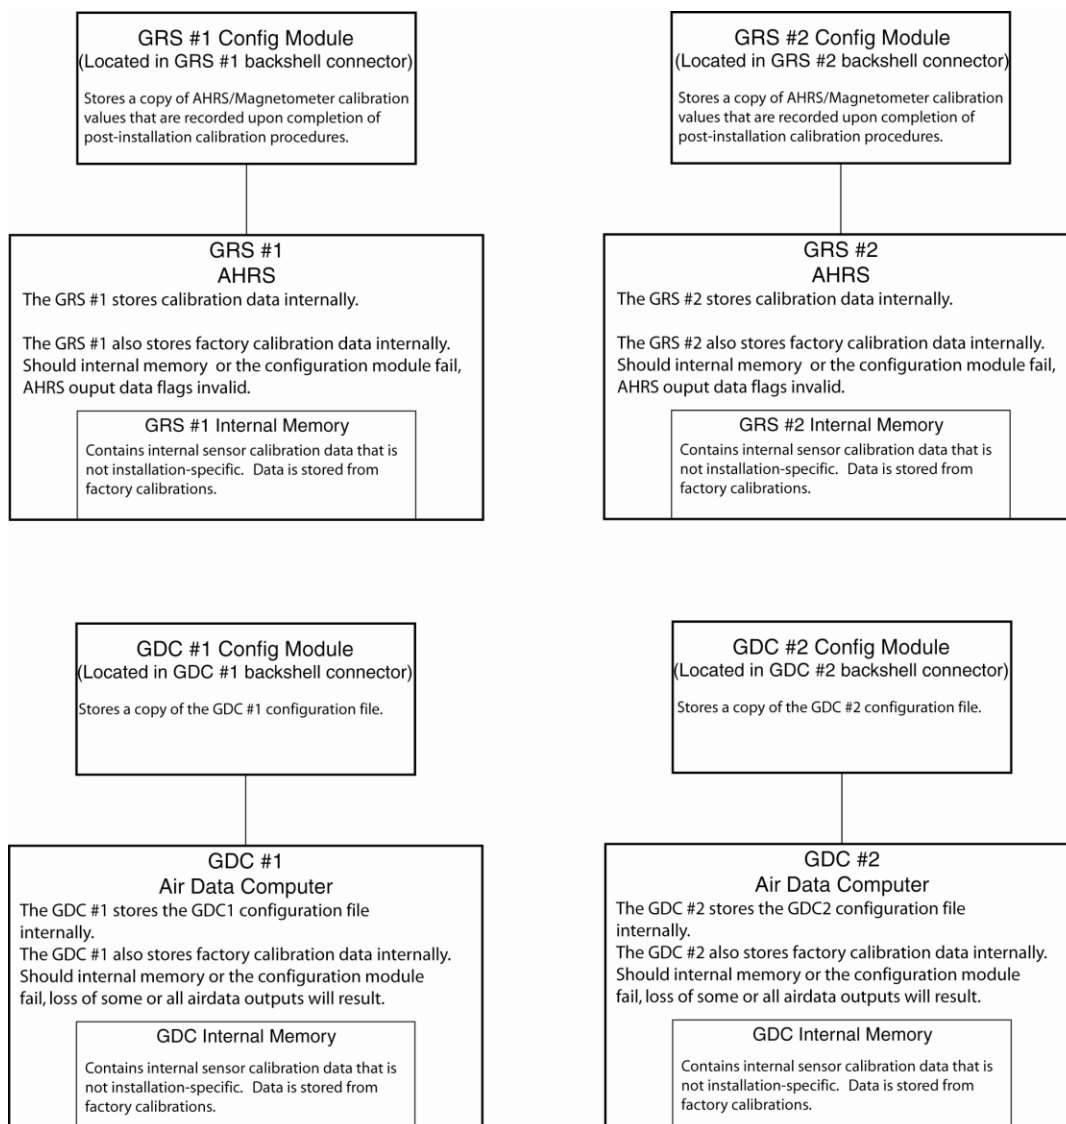 GRS #1 Config Module
(Located in GRS #1 backshell connector)
Stores a copy of AHRS/Magnetometer calibration
values that are recorded upon completion of
post-installation calibration procedures.
GRS #2 Config Module
(Located in GRS #2 backshell connector)
Stores a copy of AHRS/Magnetometer calibration
values that are recorded upon completion of
post-installation calibration procedures.
GRS #1
AHRS
The GRS #1 stores calibration data internally.
The GRS #1 also stores factory calibration data internally.
Should internal memory or the configuration module fail,
AHRS ouput data flags invalid.
GRS #1 Internal Memory
Contains internal sensor calibration data that is
not installation-specific. Data is stored from
factory calibrations.
GRS #2
AHRS
The GRS #2 stores calibration data internally.
The GRS #2 also stores factory calibration data internally.
Should internal memory or the configuration module fail,
AHRS ouput data flags invalid.
GRS #2 Internal Memory
Contains internal sensor calibration data that is
not installation-specific. Data is stored from
factory calibrations.
GDC #1 Config Module
(Located in GDC #1 backshell connector)
Stores a copy of the GDC #1 configuration file.
GDC #2 Config Module
(Located in GDC #2 backshell connector)
Stores a copy of the GDC #2 configuration file.
GDC #1
Air Data Computer
The GDC #1 stores the GDC1 configuration file
internally.
The GDC #1 also stores factory calibration data internally.
Should internal memory or the configuration module
fail, loss of some or all airdata outputs will result.
GDC Internal Memory
Contains internal sensor calibration data that is
not installation-specific. Data is stored from
factory calibrations.
GDC #2
Air Data Computer
The GDC #2 stores the GDC2 configuration file
internally.
The GDC #2 also stores factory calibration data internally.
Should internal memory or the configuration module
fail, loss of some or all airdata outputs will result.
GDC Internal Memory
Contains internal sensor calibration data that is
not installation-specific. Data is stored from
factory calibrations.